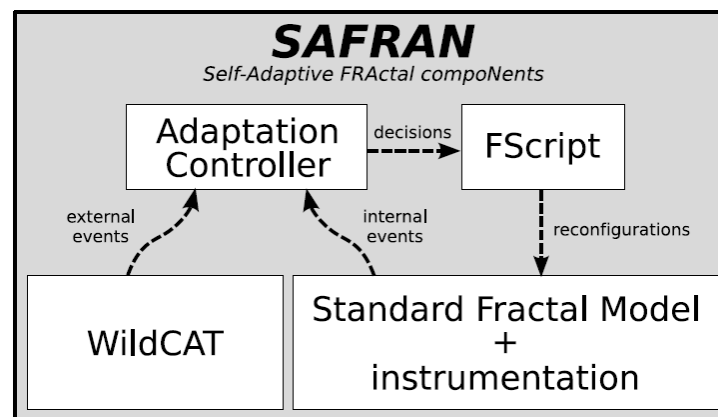 SAFRAN
Self-Adaptive FRActal compoNents
Adaptation
Controller
decisions
FScript
external
events
internal
events
reconfigurations
WildCAT
Standard Fractal Model
+
instrumentation